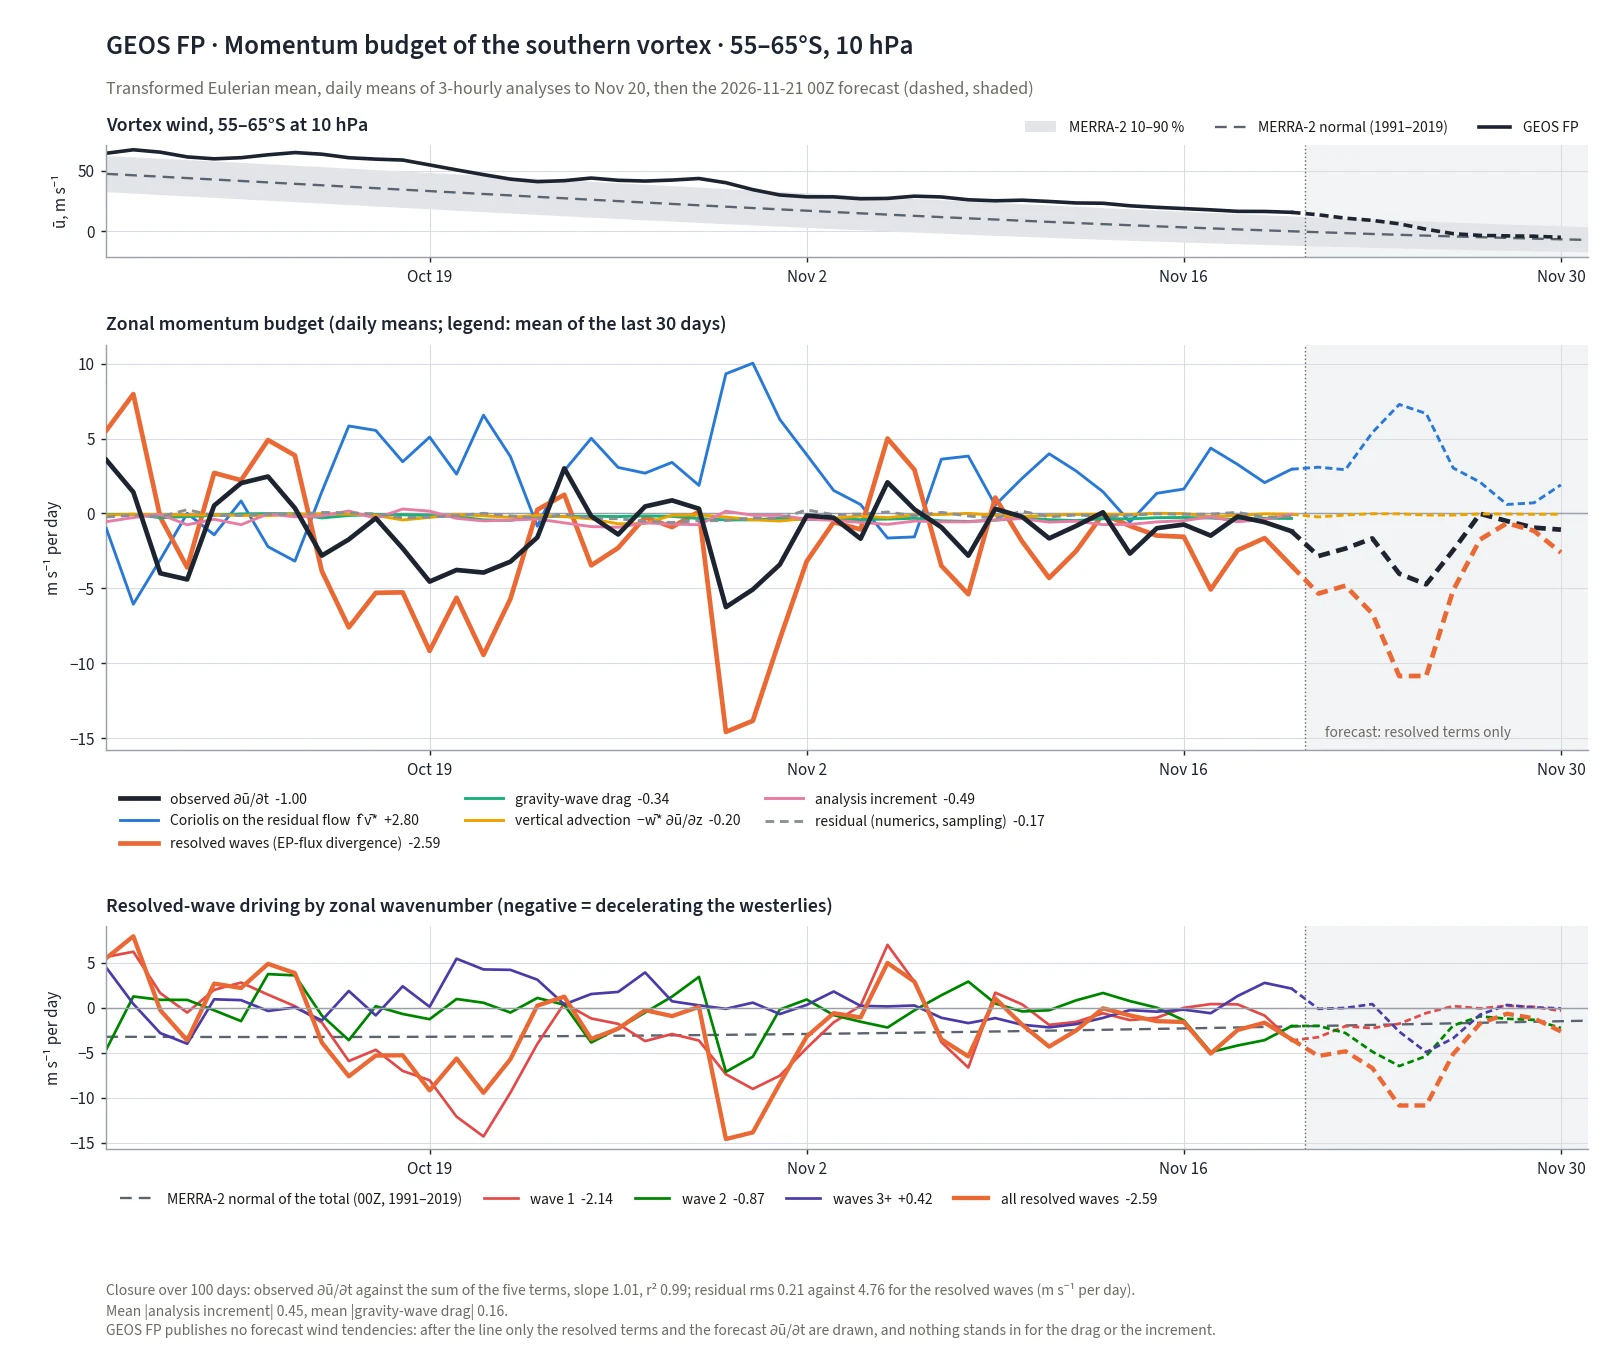 GEOS FP · Momentum budget of the southern vortex · 55–65°S, 10 hPa
Transformed Eulerian mean, daily means of 3-hourly analyses to Nov 20, then the 2026-11-21 00Z forecast (dashed, shaded)
Vortex wind, 55–65°S at 10 hPa
MERRA-2 10–90 %
MERRA-2 normal (1991–2019)
GEOS FP
ū, m s⁻¹
50
0
Oct 19
Nov 2
Nov 16
Nov 30
Zonal momentum budget (daily means; legend: mean of the last 30 days)
m s⁻¹ per day
10
5
0
−5
−10
−15
forecast: resolved terms only
Oct 19
Nov 2
Nov 16
Nov 30
observed ∂ū/∂t -1.00
Coriolis on the residual flow f v̄* +2.80
resolved waves (EP-flux divergence) -2.59
gravity-wave drag -0.34
vertical advection −w̄* ∂ū/∂z -0.20
analysis increment -0.49
residual (numerics, sampling) -0.17
Resolved-wave driving by zonal wavenumber (negative = decelerating the westerlies)
m s⁻¹ per day
5
0
−5
−10
−15
Oct 19
Nov 2
Nov 16
Nov 30
MERRA-2 normal of the total (00Z, 1991–2019)
wave 1 -2.14
wave 2 -0.87
waves 3+ +0.42
all resolved waves -2.59
Closure over 100 days: observed ∂ū/∂t against the sum of the five terms, slope 1.01, r² 0.99; residual rms 0.21 against 4.76 for the resolved waves (m s⁻¹ per day).
Mean |analysis increment| 0.45, mean |gravity-wave drag| 0.16.
GEOS FP publishes no forecast wind tendencies: after the line only the resolved terms and the forecast ∂ū/∂t are drawn, and nothing stands in for the drag or the increment.